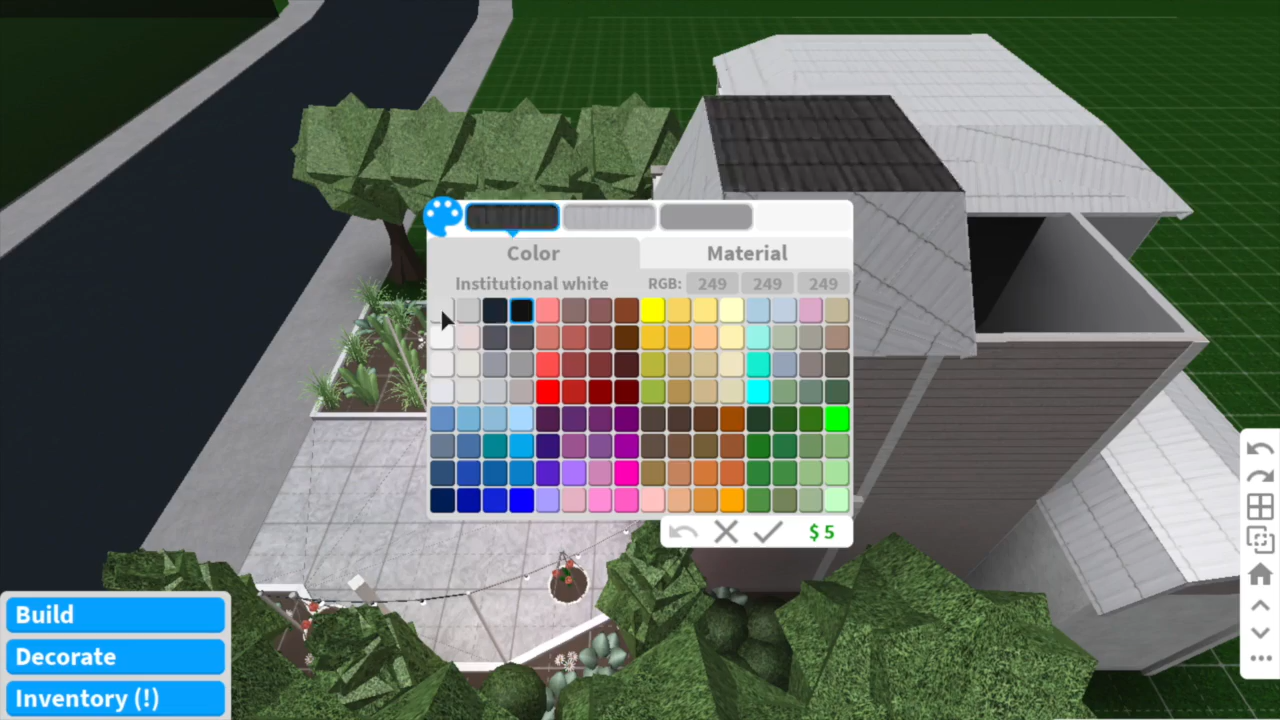 Color
Material
Institutional white
RGB: 249 249 249
$ 5
Build
Decorate
Inventory (!)